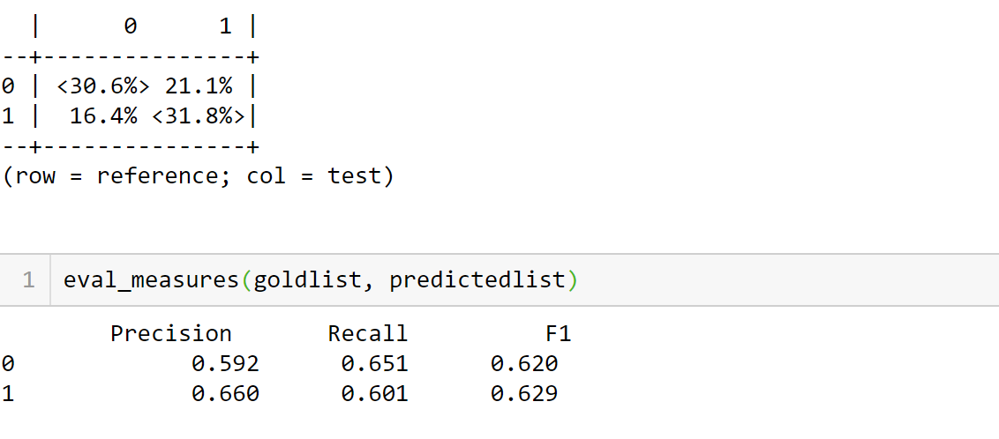 |      0      1 |
--+---------------+
0 | <30.6%> 21.1% |
1 |  16.4% <31.8%>|
--+---------------+
(row = reference; col = test)
1 eval_measures(goldlist, predictedlist)
Precision Recall F1
0 0.592 0.651 0.620
1 0.660 0.601 0.629